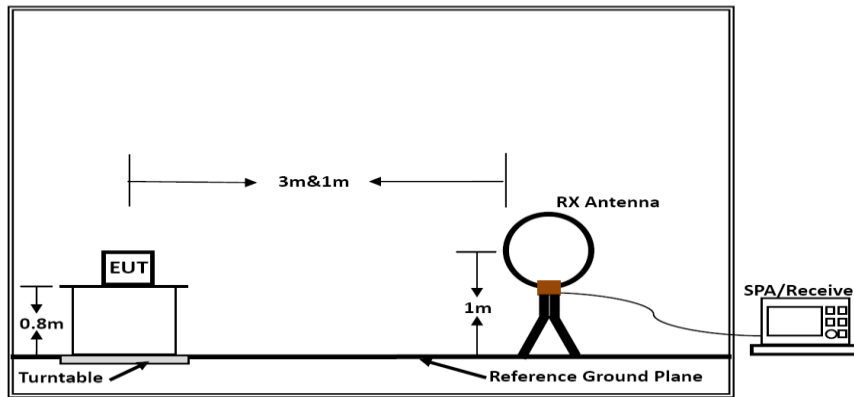 3m&1m
RX Antenna
EUT
SPA/Receive
0.8m
1m
Turntable
Reference Ground Plane